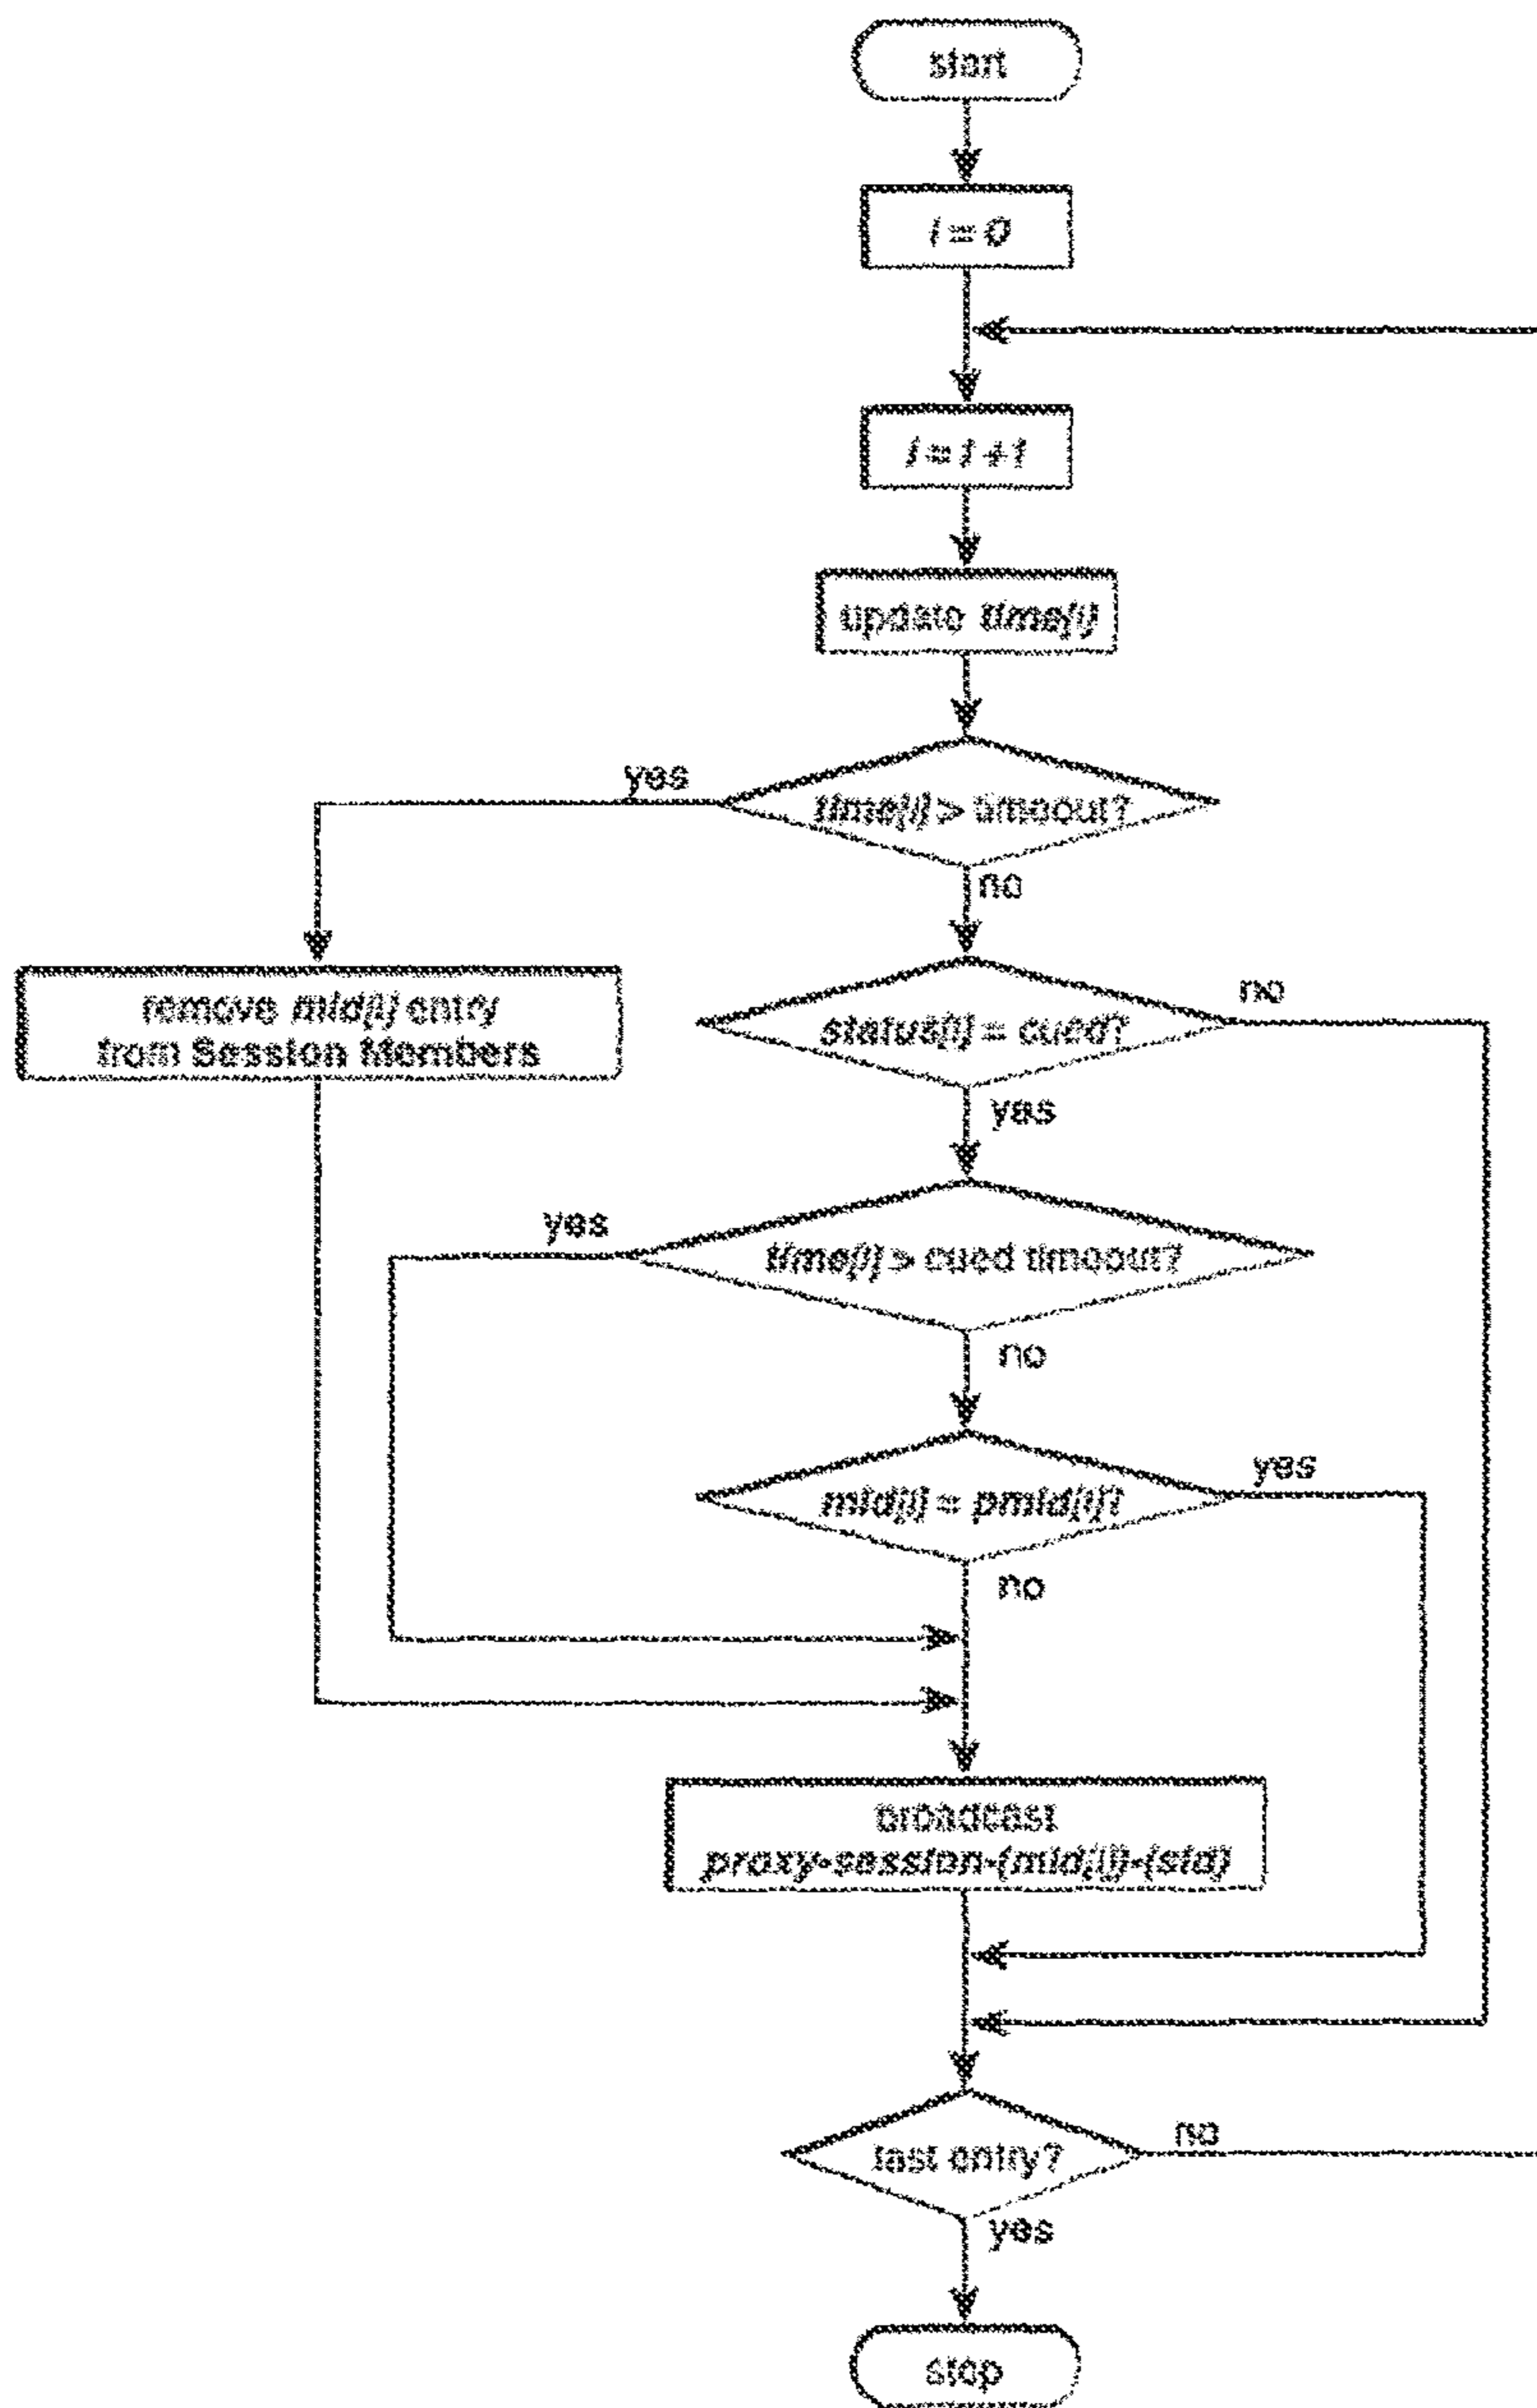 start
i = 0
i = i + 1
update time[i]
yes
time[i] > timeout?
no
remove mid[i] entry
from Session Members
status[i] = cued?
no
yes
yes
time[i] > cued timeout?
no
mid[i] = pmid[i]?
yes
no
broadcast
proxy-session-(mid[i])-(sid)
last entry?
no
yes
stop